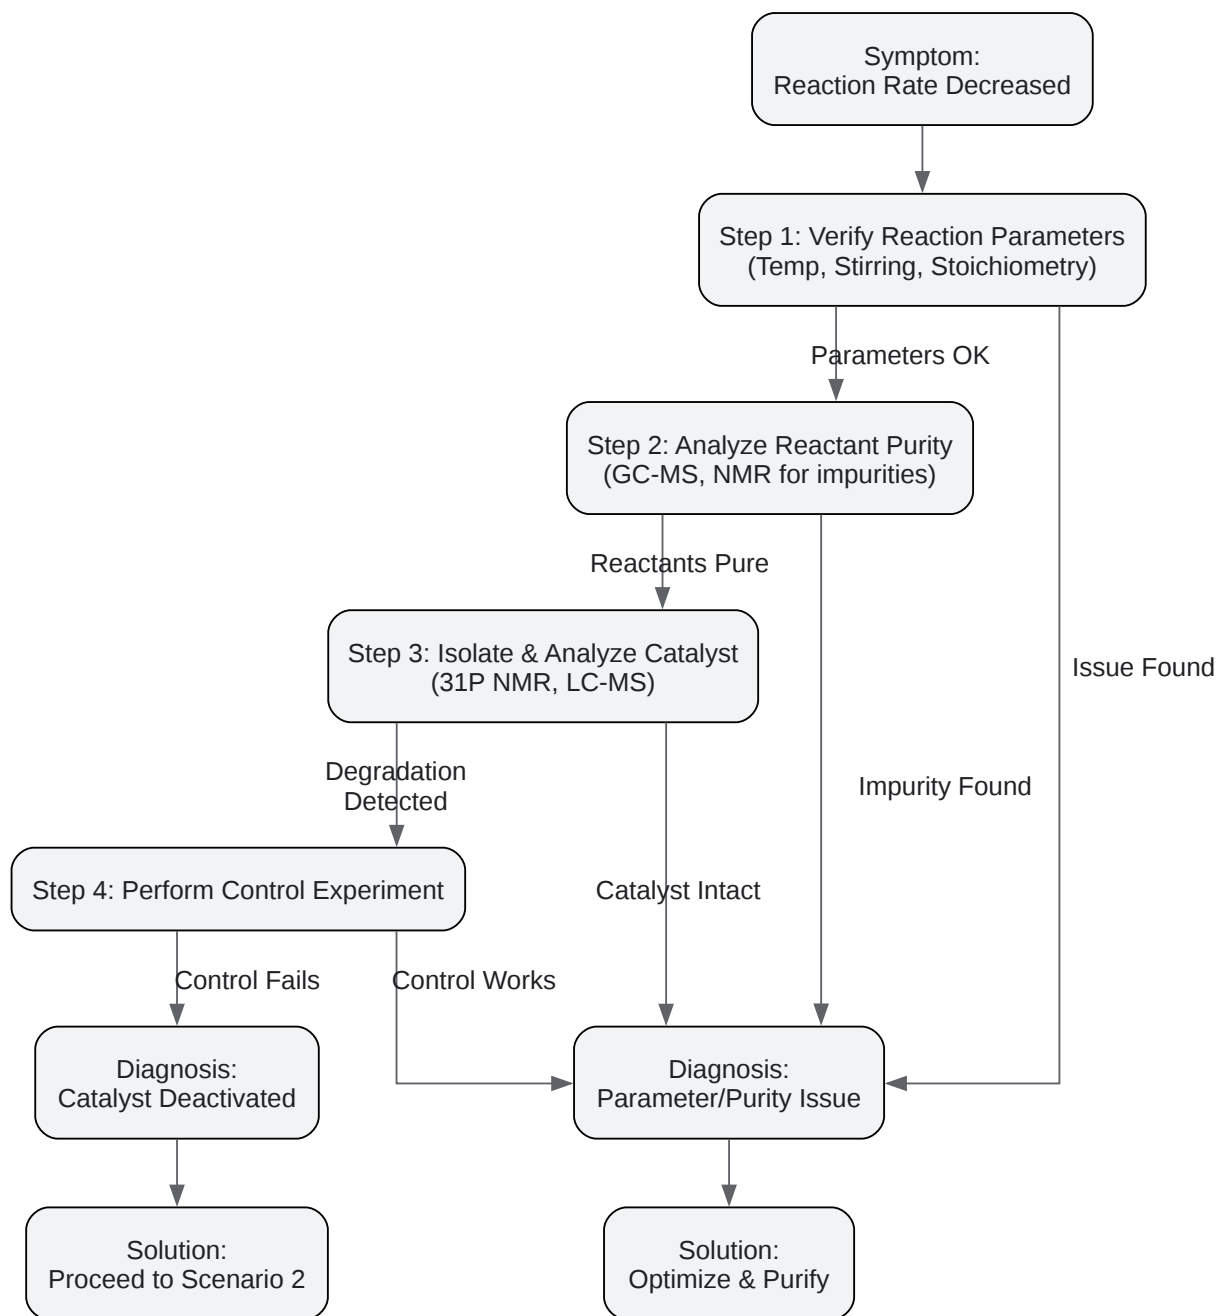 Symptom:
Reaction Rate Decreased
Step 1: Verify Reaction Parameters
(Temp, Stirring, Stoichiometry)
Parameters OK
Step 2: Analyze Reactant Purity
(GC-MS, NMR for impurities)
Reactants Pure
Step 3: Isolate & Analyze Catalyst
(31P NMR, LC-MS)
Issue Found
Degradation
Detected
Impurity Found
Step 4: Perform Control Experiment
Catalyst Intact
Control Fails
Control Works
Diagnosis:
Catalyst Deactivated
Diagnosis:
Parameter/Purity Issue
Solution:
Proceed to Scenario 2
Solution:
Optimize & Purify